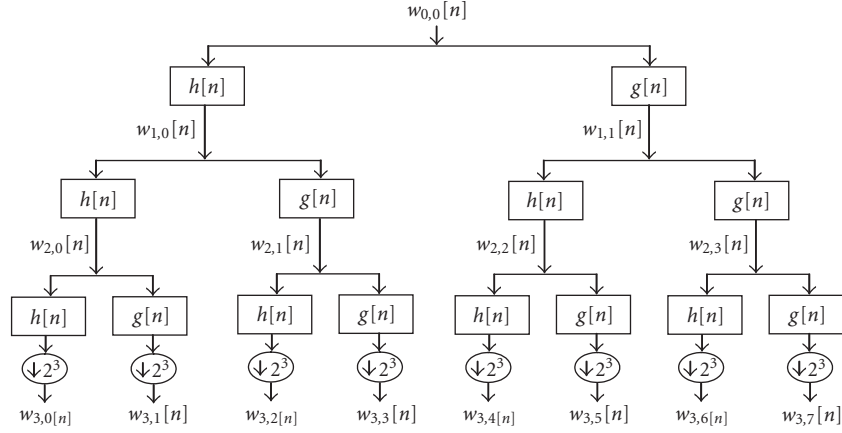 w0,0[n]
h[n] g[n]
w1,0[n] w1,1[n]
h[n] g[n] h[n] g[n]
w2,0[n] w2,1[n] w2,2[n] w2,3[n]
h[n] g[n] h[n] g[n] h[n] g[n] h[n] g[n]
↓2³ ↓2³ ↓2³ ↓2³ ↓2³ ↓2³ ↓2³ ↓2³
w3,0[n] w3,1[n] w3,2[n] w3,3[n] w3,4[n] w3,5[n] w3,6[n] w3,7[n]